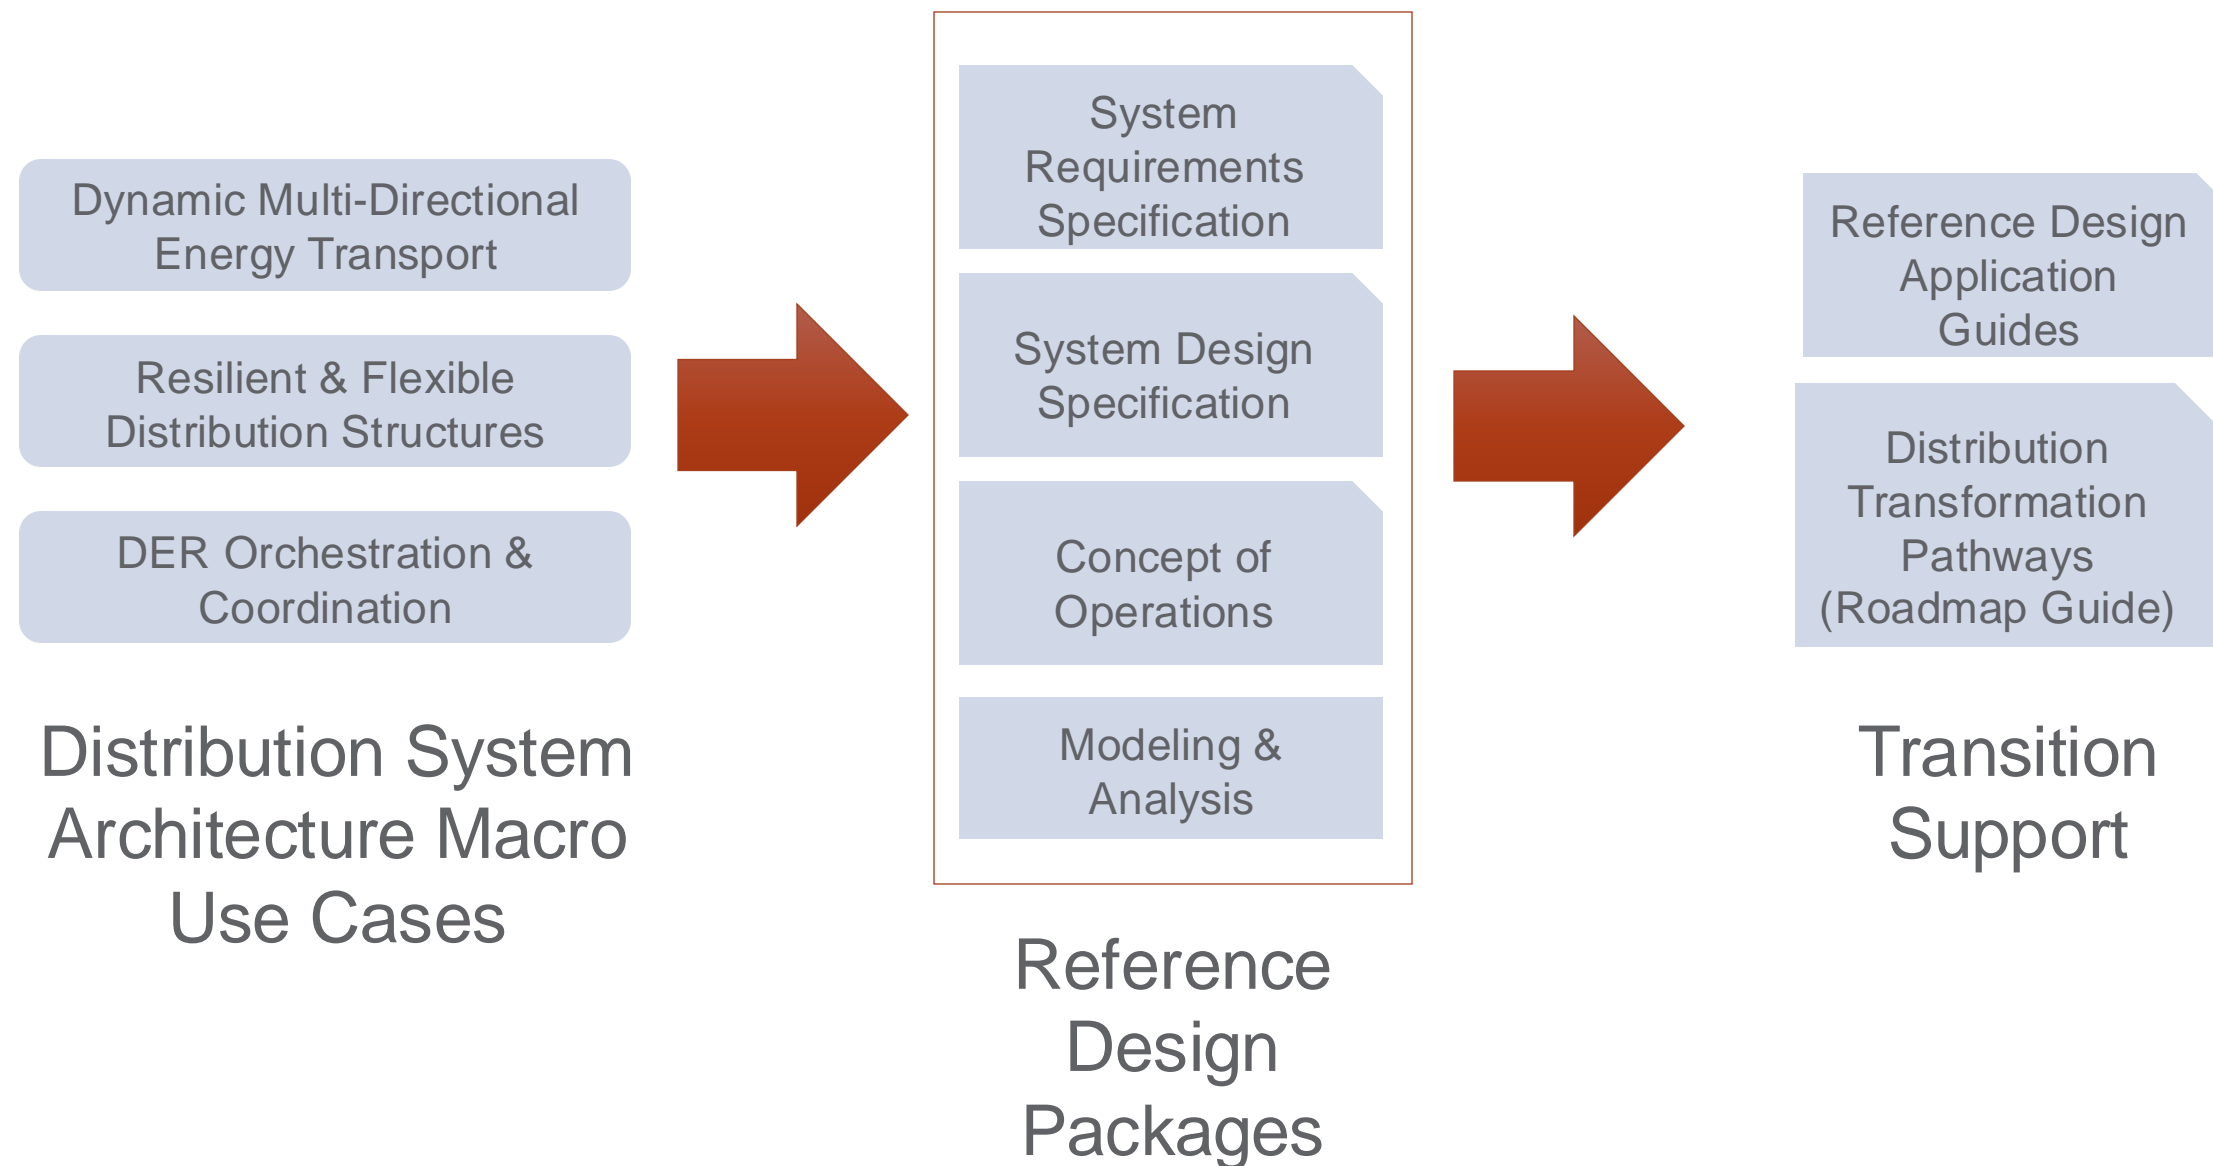 Dynamic Multi-Directional
Energy Transport
Resilient & Flexible
Distribution Structures
DER Orchestration &
Coordination
Distribution System
Architecture Macro
Use Cases
System
Requirements
Specification
System Design
Specification
Concept of
Operations
Modeling &
Analysis
Reference
Design
Packages
Reference Design
Application
Guides
Distribution
Transformation
Pathways
(Roadmap Guide)
Transition
Support